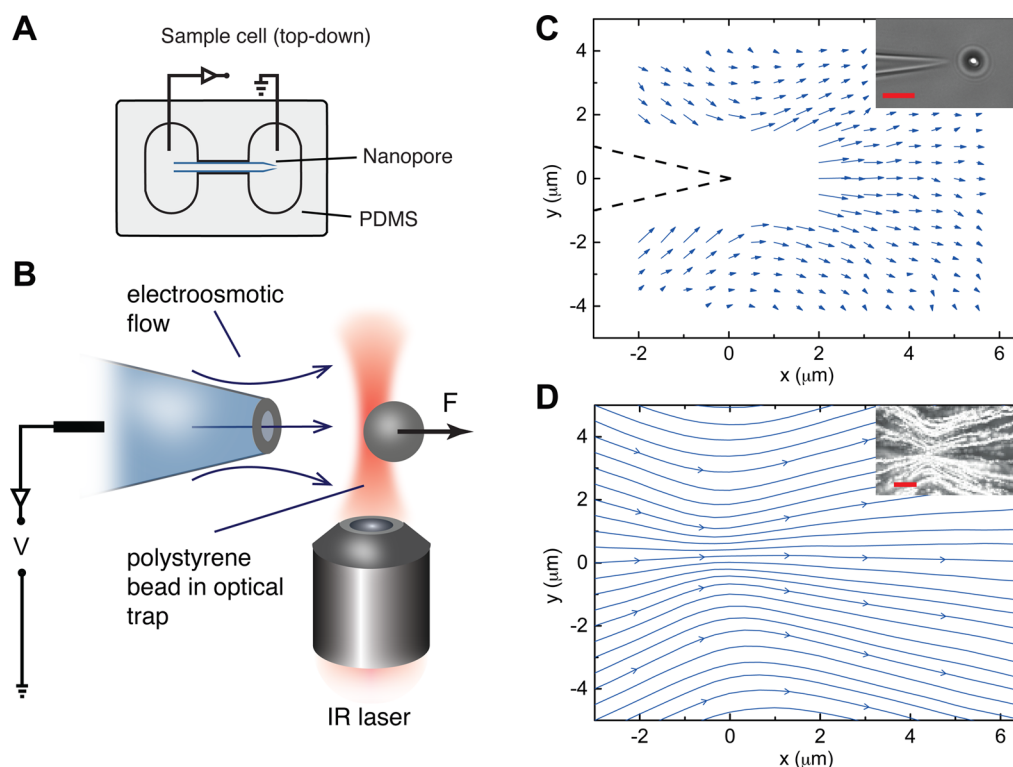 A
Sample cell (top-down)
Nanopore
PDMS
B
electroosmotic
flow
F
V
polystyrene
bead in optical
trap
IR laser
C
4
2
0
-2
-4
y (μm)
-2
0
2
4
6
x (μm)
D
4
2
0
-2
-4
y (μm)
-2
0
2
4
6
x (μm)